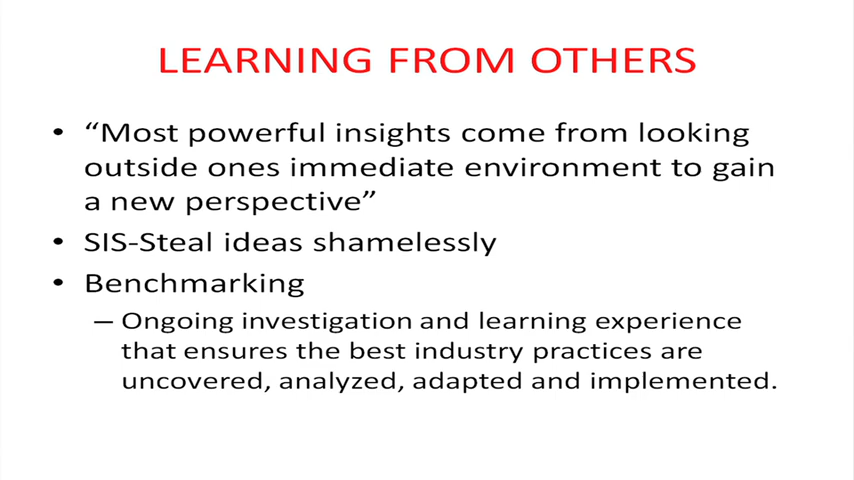 LEARNING FROM OTHERS
• “Most powerful insights come from looking
outside ones immediate environment to gain
a new perspective”
• SIS-Steal ideas shamelessly
• Benchmarking
– Ongoing investigation and learning experience
that ensures the best industry practices are
uncovered, analyzed, adapted and implemented.